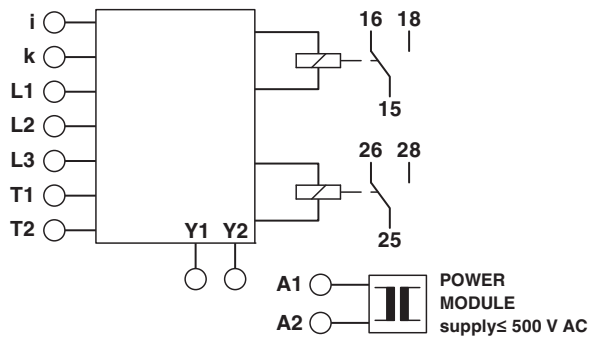 i
k
L1
L2
L3
T1
T2
Y1 Y2
16 18
15
26 28
25
A1
A2
POWER
MODULE
supply≤ 500 V AC